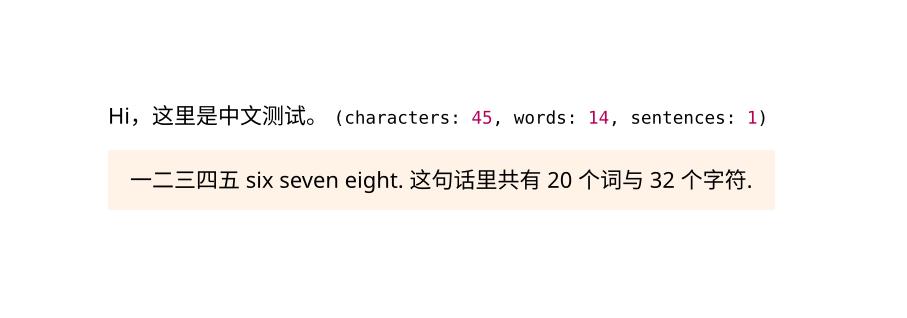 Hi，这里是中文测试。 (characters: 45, words: 14, sentences: 1)
一二三四五 six seven eight. 这句话里共有 20 个词与 32 个字符.